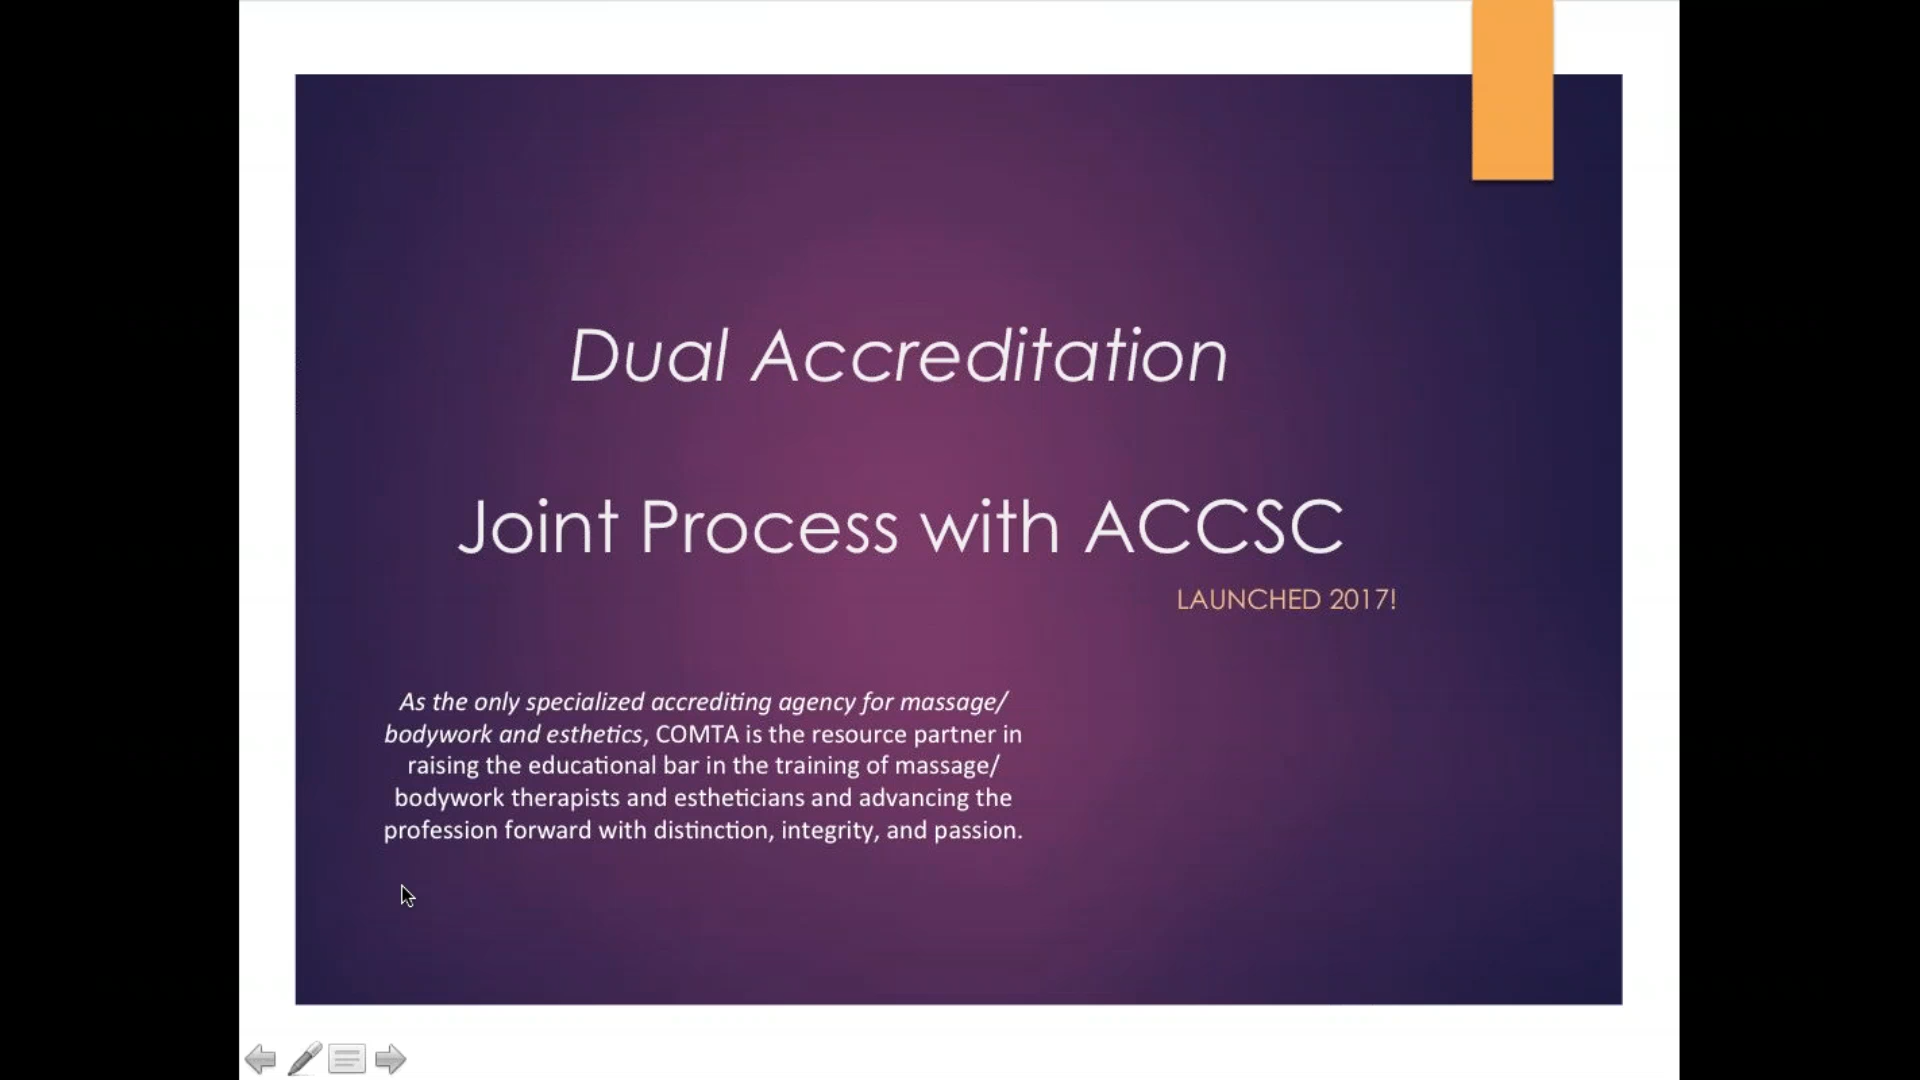 Dual Accreditation
Joint Process with ACCSC
LAUNCHED 2017!
As the only specialized accrediting agency for massage/
bodywork and esthetics, COMTA is the resource partner in
raising the educational bar in the training of massage/
bodywork therapists and estheticians and advancing the
profession forward with distinction, integrity, and passion.